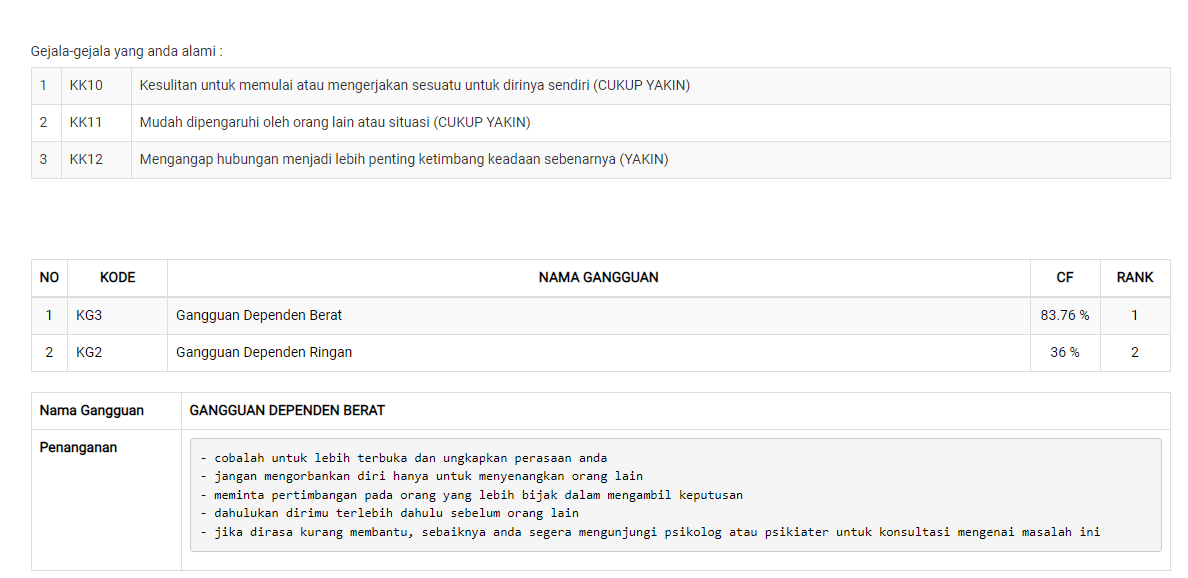 Gejala-gejala yang anda alami :
1 KK10 Kesulitan untuk memulai atau mengerjakan sesuatu untuk dirinya sendiri (CUKUP YAKIN)
2 KK11 Mudah dipengaruhi oleh orang lain atau situasi (CUKUP YAKIN)
3 KK12 Mengangap hubungan menjadi lebih penting ketimbang keadaan sebenarnya (YAKIN)
NO KODE NAMA GANGGUAN CF RANK
1 KG3 Gangguan Dependen Berat 83.76 % 1
2 KG2 Gangguan Dependen Ringan 36 % 2
Nama Gangguan GANGGUAN DEPENDEN BERAT
Penanganan
- cobalah untuk lebih terbuka dan ungkapkan perasaan anda
- jangan mengorbankan diri hanya untuk menyenangkan orang lain
- meminta pertimbangan pada orang yang lebih bijak dalam mengambil keputusan
- dahulukan dirimu terlebih dahulu sebelum orang lain
- jika dirasa kurang membantu, sebaiknya anda segera mengunjungi psikolog atau psikiater untuk konsultasi mengenai masalah ini